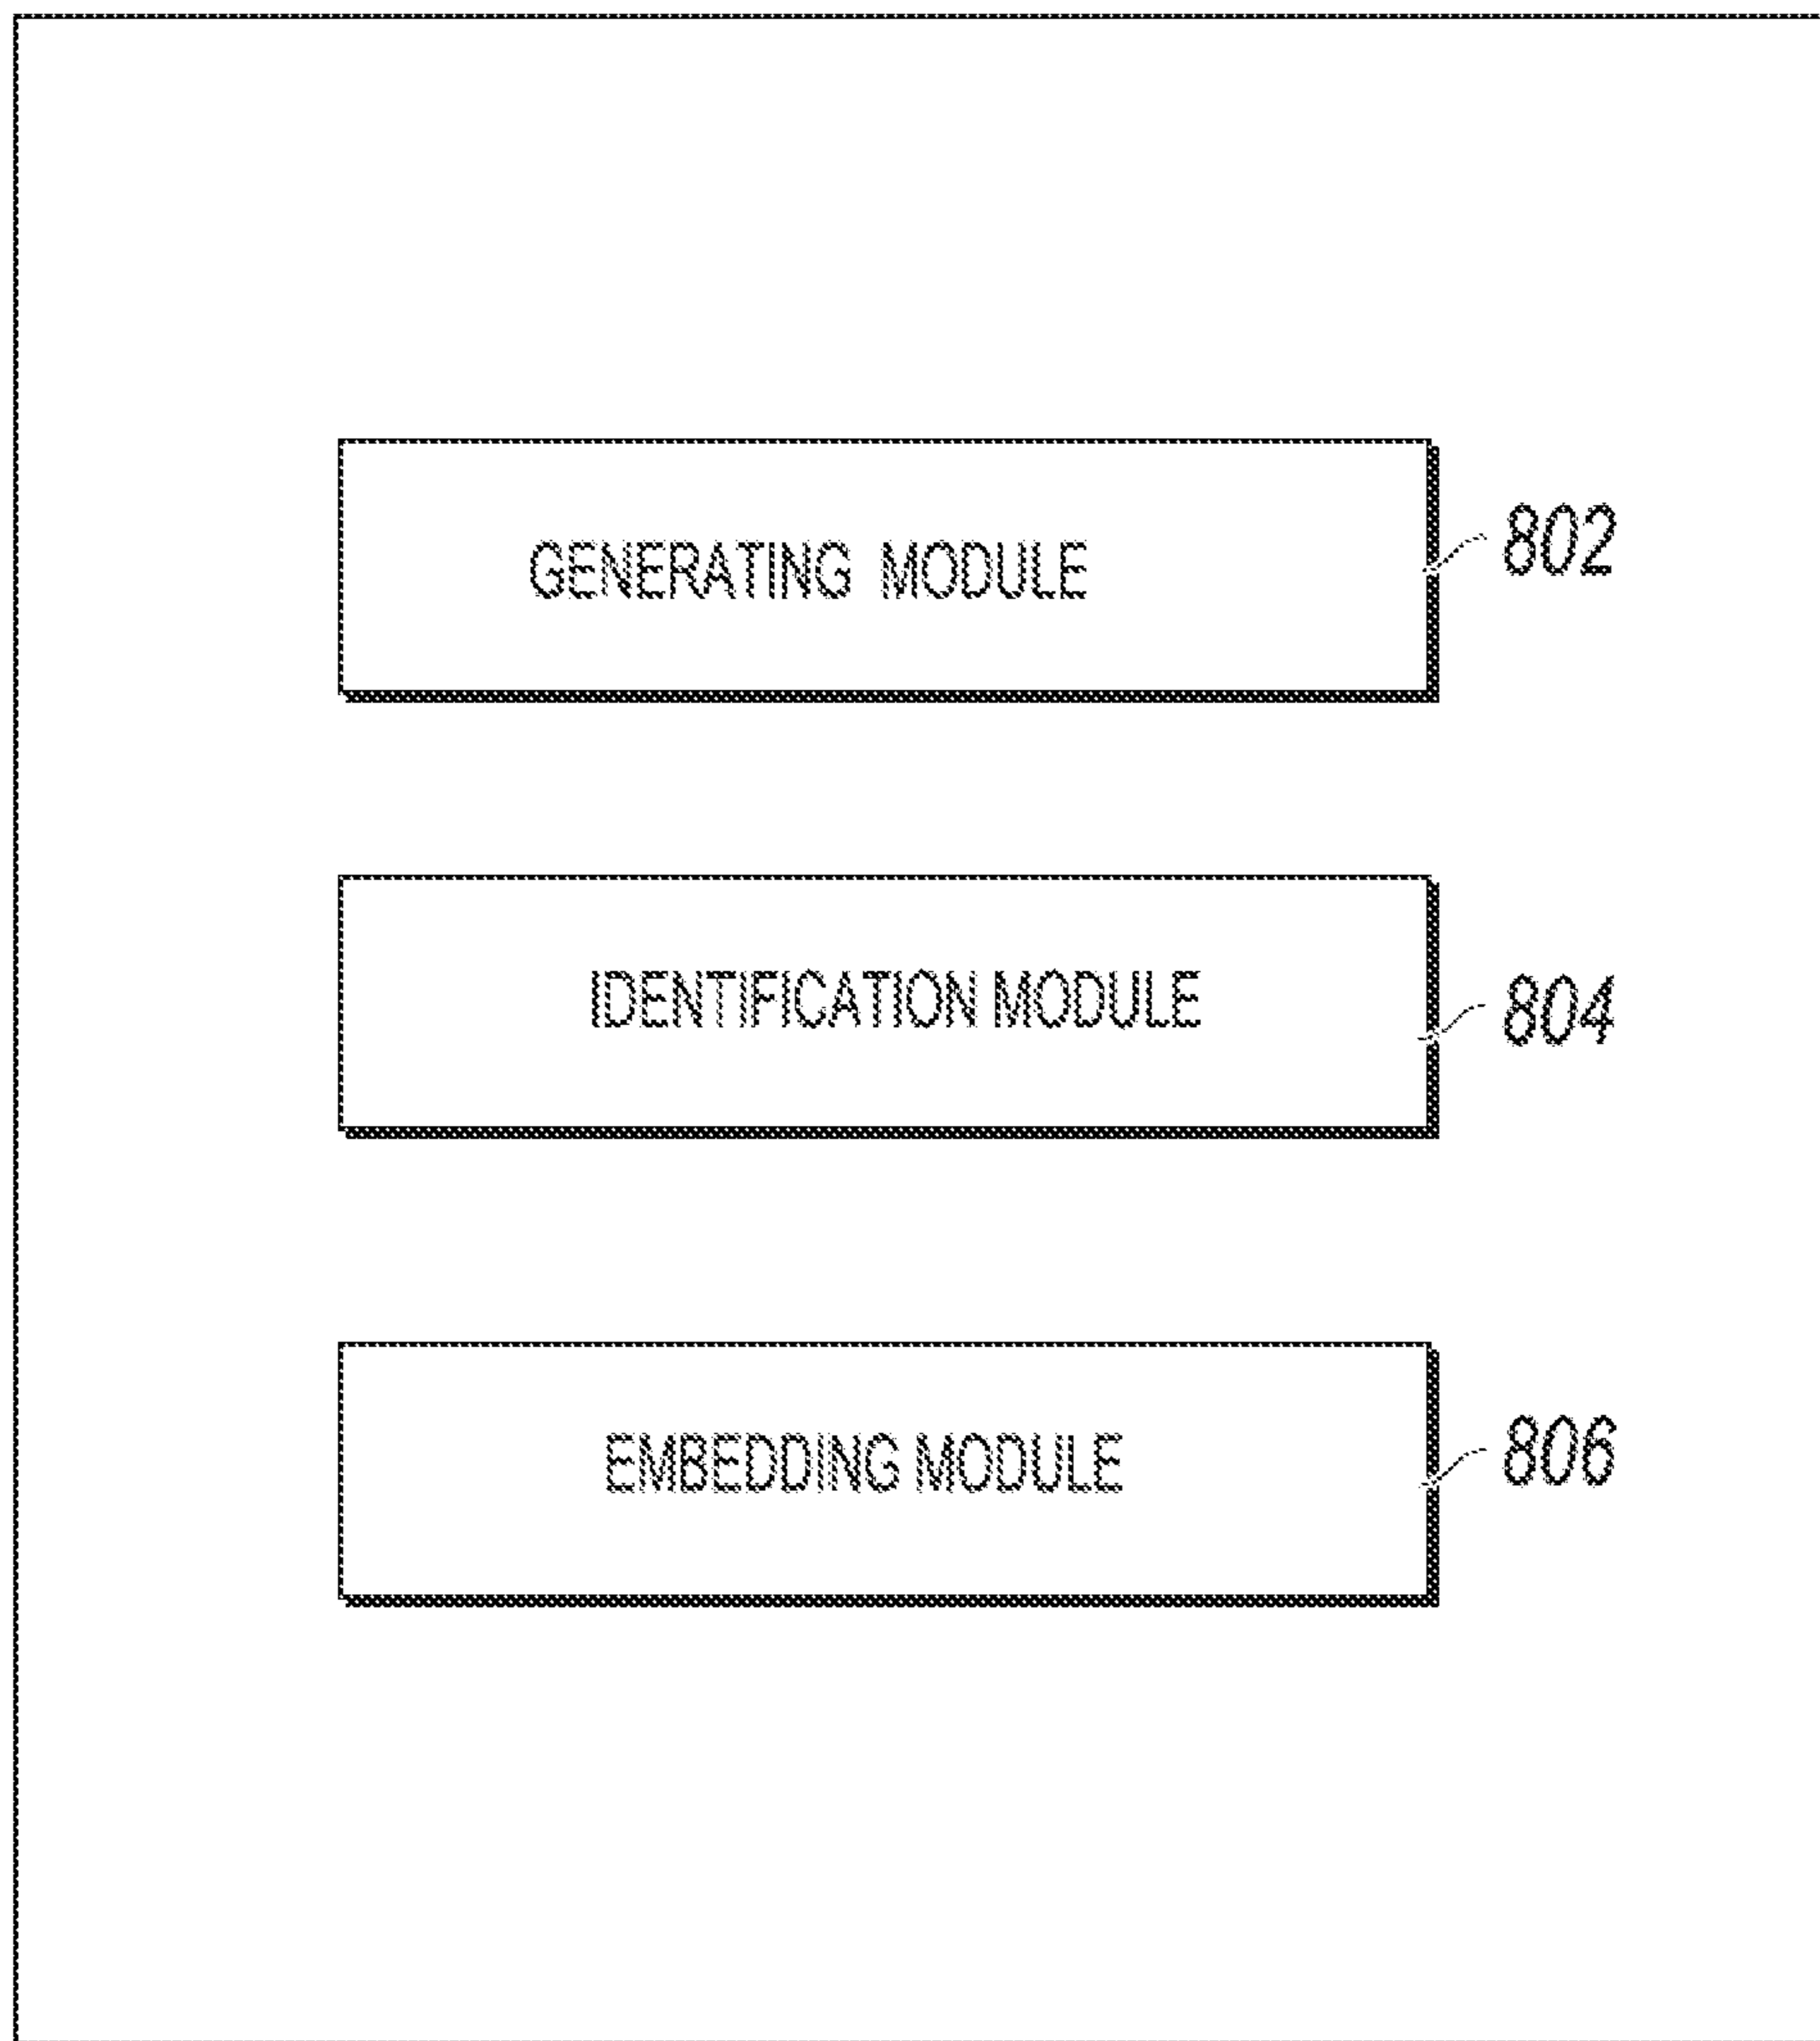 GENERATING MODULE
802
IDENTIFICATION MODULE
804
EMBEDDING MODULE
806